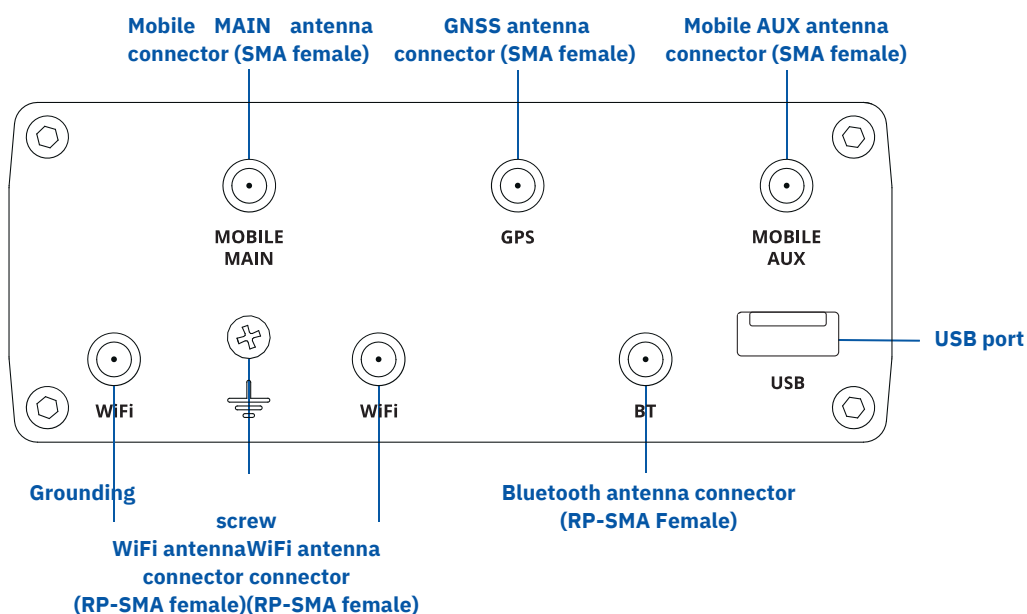 Mobile MAIN antenna
connector (SMA female)
GNSS antenna
connector (SMA female)
Mobile AUX antenna
connector (SMA female)
MOBILE
MAIN
GPS
MOBILE
AUX
USB port
USB
WiFi
WiFi
BT
Grounding
screw
Bluetooth antenna connector
(RP-SMA Female)
WiFi antennaWiFi antenna
connector connector
(RP-SMA female)(RP-SMA female)